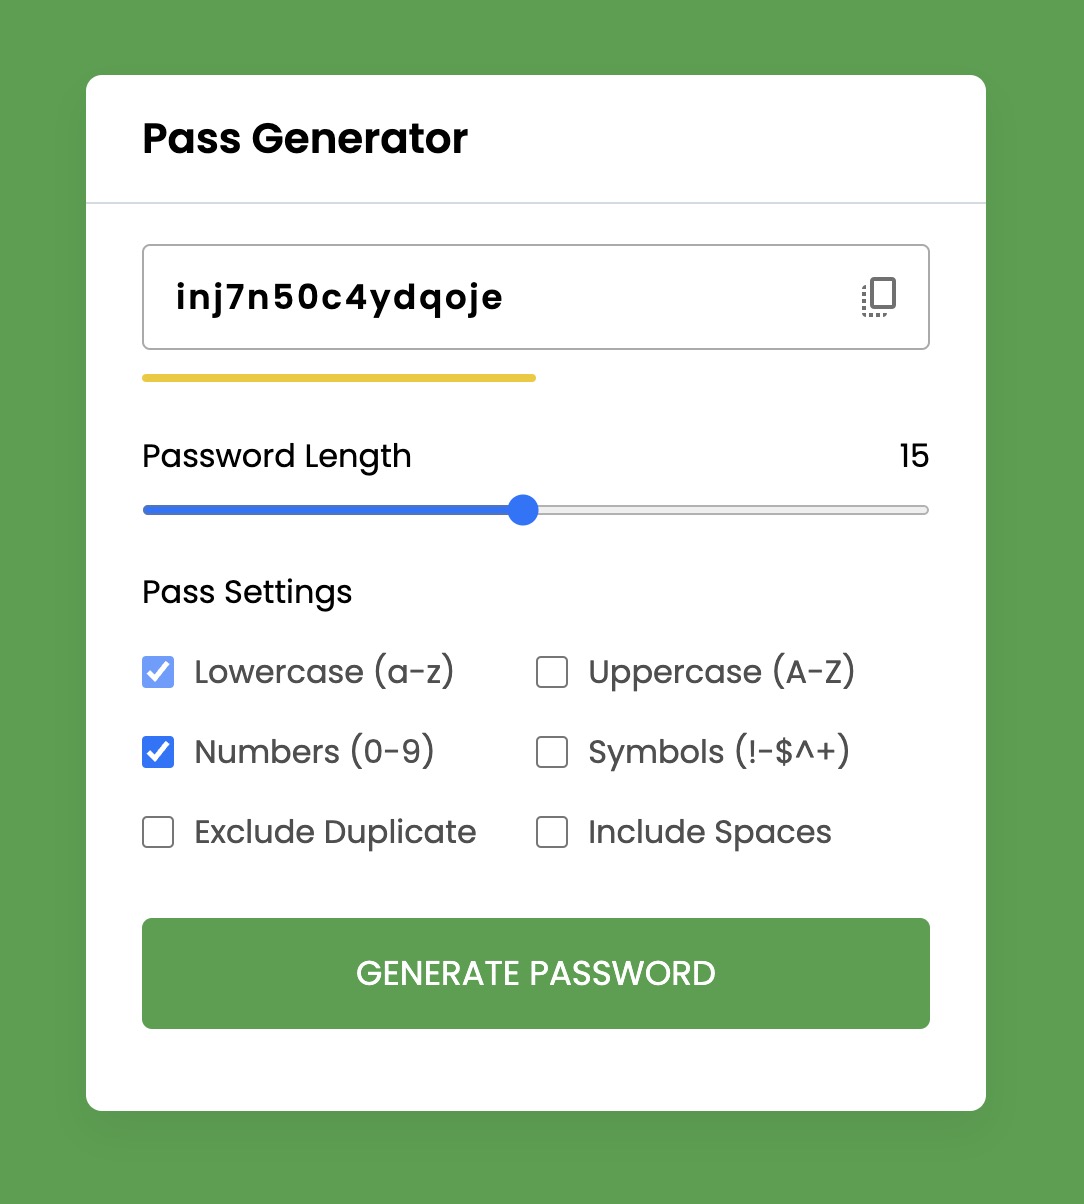 Pass Generator
inj7n50c4ydqoje
Password Length 15
Pass Settings
Lowercase (a-z) Uppercase (A-Z)
Numbers (0-9) Symbols (!-$^+)
Exclude Duplicate Include Spaces
GENERATE PASSWORD